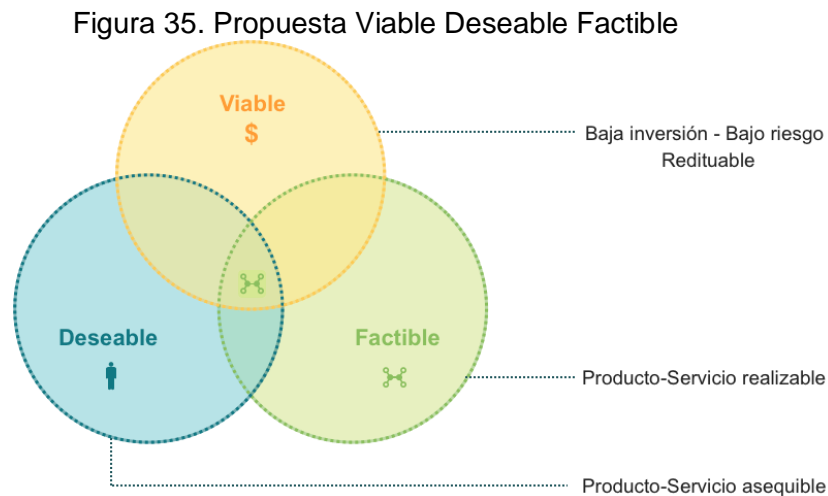 Figura 35. Propuesta Viable Deseable Factible
Viable
$
Baja inversión - Bajo riesgo
Redituable
Deseable
Factible
Producto-Servicio realizable
Producto-Servicio asequible